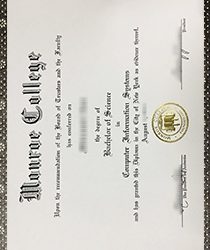 Monroe College
Upon the recommendation of the Board of Trustees and the Faculty
has conferred on
the degree of
Bachelor of Science
in
Computer Information Systems
and has granted this Diploma in the City of New York as evidence thereof,
August